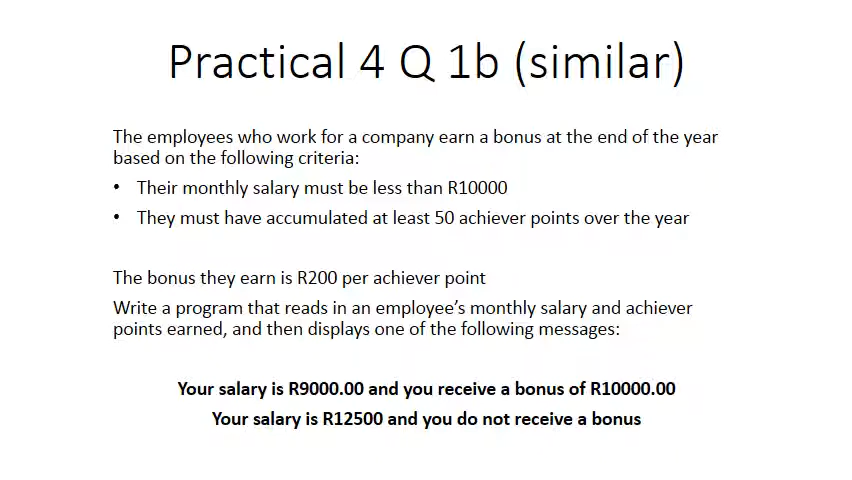 Practical 4 Q 1b (similar)
The employees who work for a company earn a bonus at the end of the year
based on the following criteria:
• Their monthly salary must be less than R10000
• They must have accumulated at least 50 achiever points over the year
The bonus they earn is R200 per achiever point
Write a program that reads in an employee's monthly salary and achiever
points earned, and then displays one of the following messages:
Your salary is R9000.00 and you receive a bonus of R10000.00
Your salary is R12500 and you do not receive a bonus